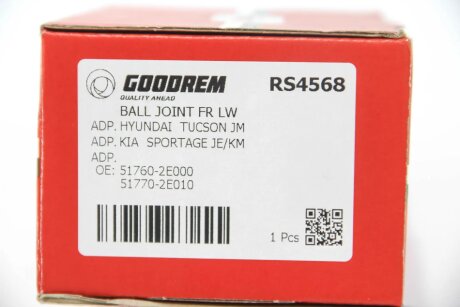 GOODREM RS4568
QUALITY AHEAD
BALL JOINT FR LW
ADP. HYUNDAI TUCSON JM
ADP. KIA SPORTAGE JE/KM
ADP.
OE: 51760-2E000
51770-2E010
1 Pcs